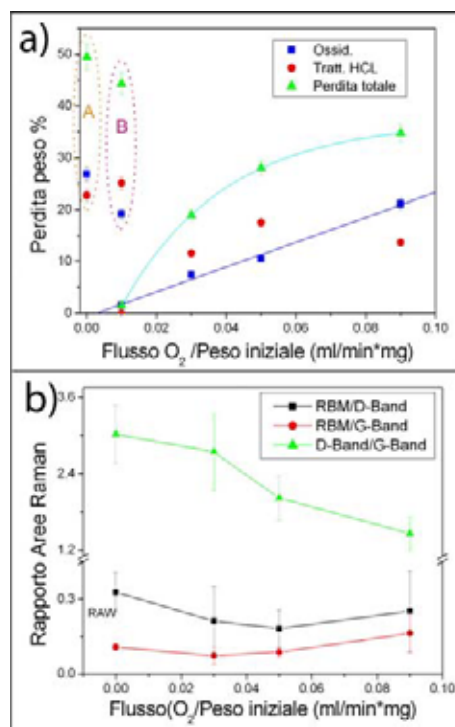 a)
50
40
30
20
10
0
Perdita peso %
A
B
Ossid.
Tratt. HCL
Perdita totale
0.00 0.02 0.04 0.06 0.08 0.10
Flusso O2 /Peso iniziale (ml/min*mg)
b)
3.6
2.4
1.2
0.3
0.0
Rapporto Aree Raman
RBM/D-Band
RBM/G-Band
D-Band/G-Band
RAW
0.00 0.02 0.04 0.06 0.08 0.10
Flusso(O2/Peso iniziale (ml/min*mg)